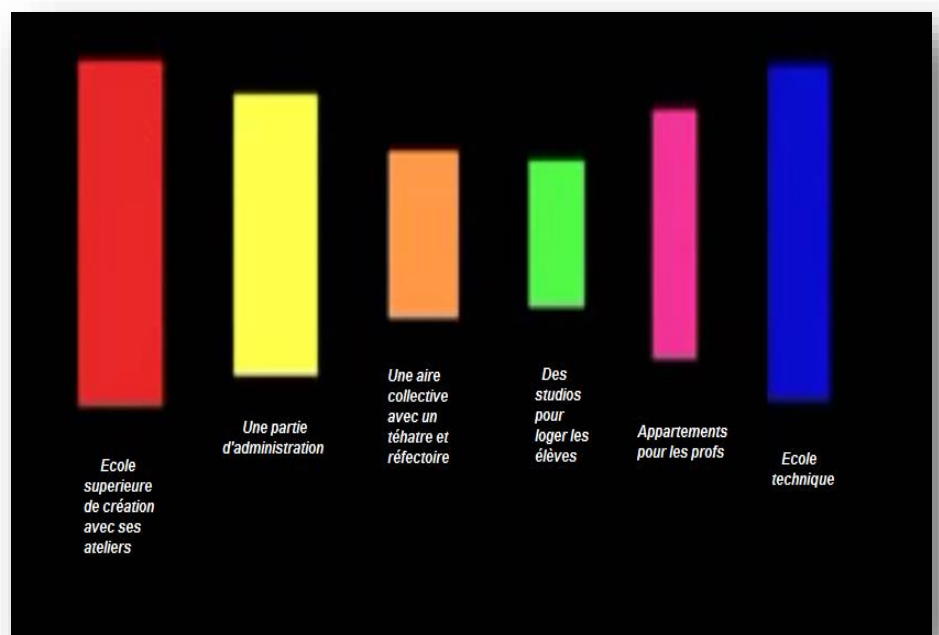 Ecole
superieure
de création
avec ses
ateliers
Une partie
d'administration
Une aire
collective
avec un
téhatre et
réfectoire
Des
studios
pour
loger les
élèves
Appartements
pour les profs
Ecole
technique